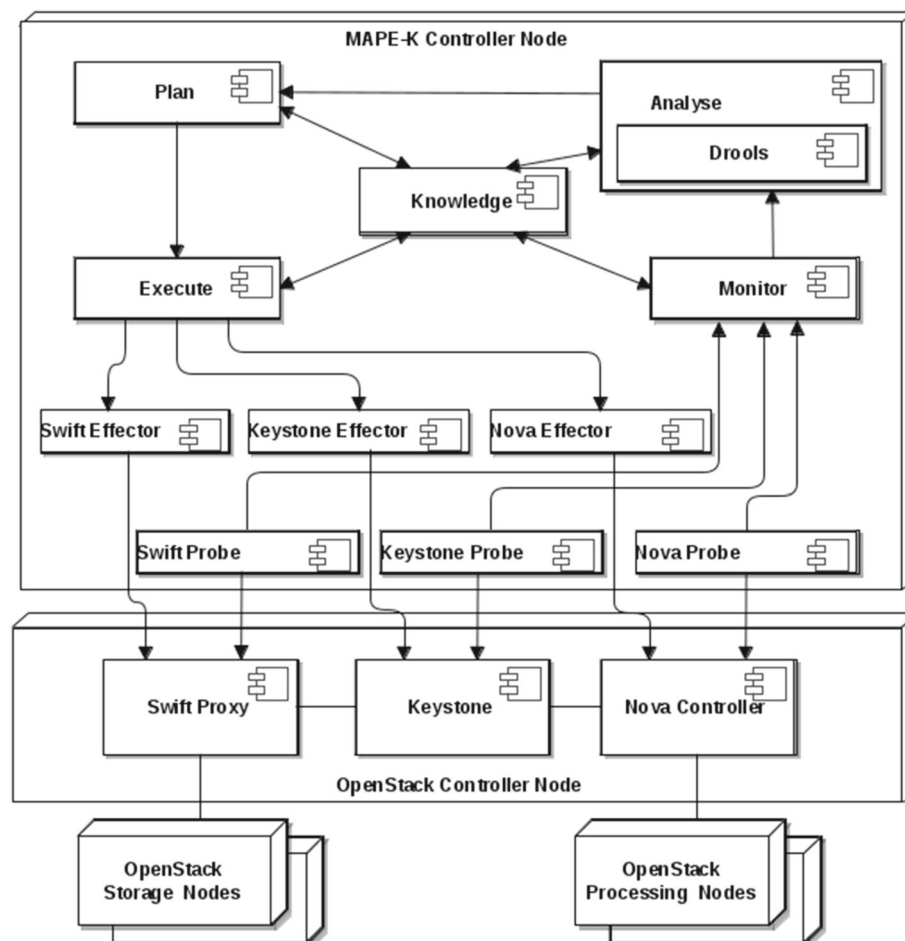 MAPE-K Controller Node
Plan
Analyse
Drools
Knowledge
Execute
Monitor
Swift Effector
Keystone Effector
Nova Effector
Swift Probe
Keystone Probe
Nova Probe
Swift Proxy
Keystone
Nova Controller
OpenStack Controller Node
OpenStack
Storage Nodes
OpenStack
Processing Nodes